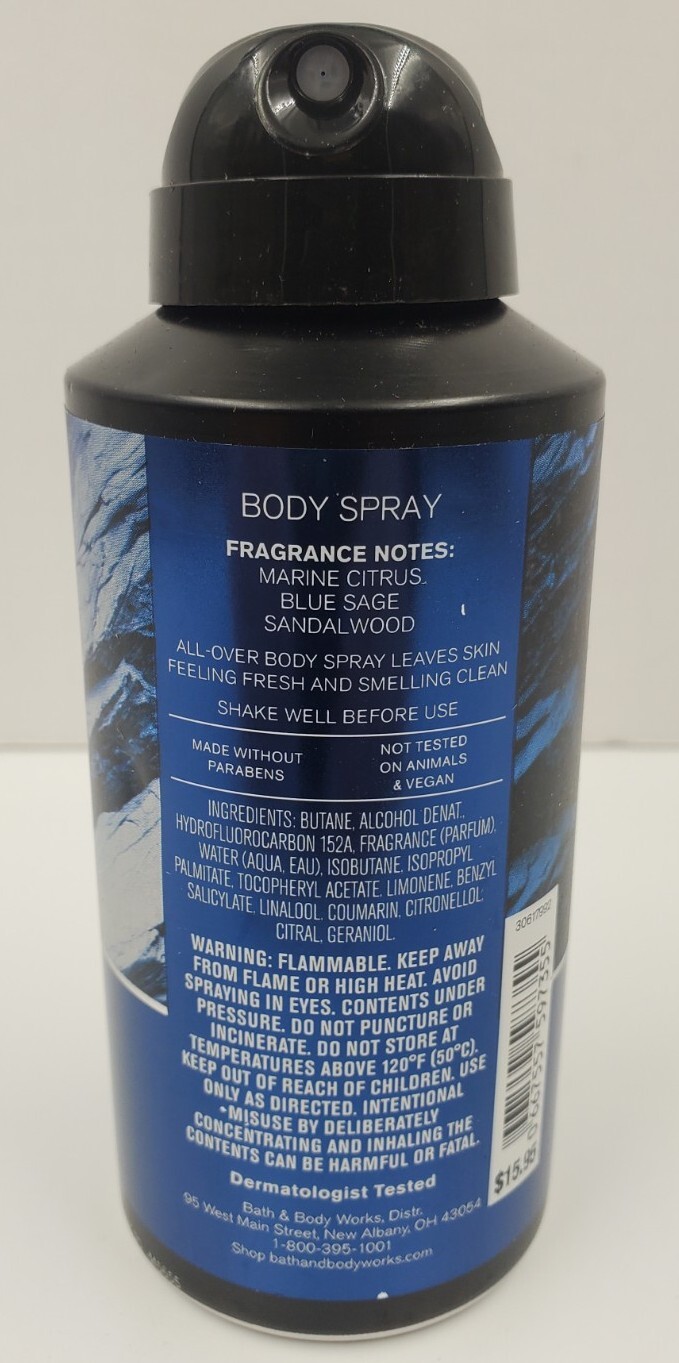 BODY SPRAY
FRAGRANCE NOTES:
MARINE CITRUS
BLUE SAGE
SANDALWOOD
ALL-OVER BODY SPRAY LEAVES SKIN
FEELING FRESH AND SMELLING CLEAN
SHAKE WELL BEFORE USE
MADE WITHOUT
PARABENS
NOT TESTED
ON ANIMALS
& VEGAN
INGREDIENTS: BUTANE, ALCOHOL DENAT.,
HYDROFLUOROCARBON 152A, FRAGRANCE (PARFUM),
WATER (AQUA, EAU), ISOBUTANE, ISOPROPYL
PALMITATE, TOCOPHERYL ACETATE, LIMONENE, BENZYL
SALICYLATE, LINALOOL, COUMARIN, CITRONELLOL,
CITRAL, GERANIOL.
WARNING: FLAMMABLE. KEEP AWAY
FROM FLAME OR HIGH HEAT. AVOID
SPRAYING IN EYES. CONTENTS UNDER
PRESSURE. DO NOT PUNCTURE OR
INCINERATE. DO NOT STORE AT
TEMPERATURES ABOVE 120°F (50°C).
KEEP OUT OF REACH OF CHILDREN. USE
ONLY AS DIRECTED. INTENTIONAL
MISUSE BY DELIBERATELY
CONCENTRATING AND INHALING THE
CONTENTS CAN BE HARMFUL OR FATAL.
Dermatologist Tested
Bath & Body Works, Distr.
95 West Main Street, New Albany, OH 43054
1-800-395-1001
Shop bathandbodyworks.com
30617992
0 667557 597355
$15.95